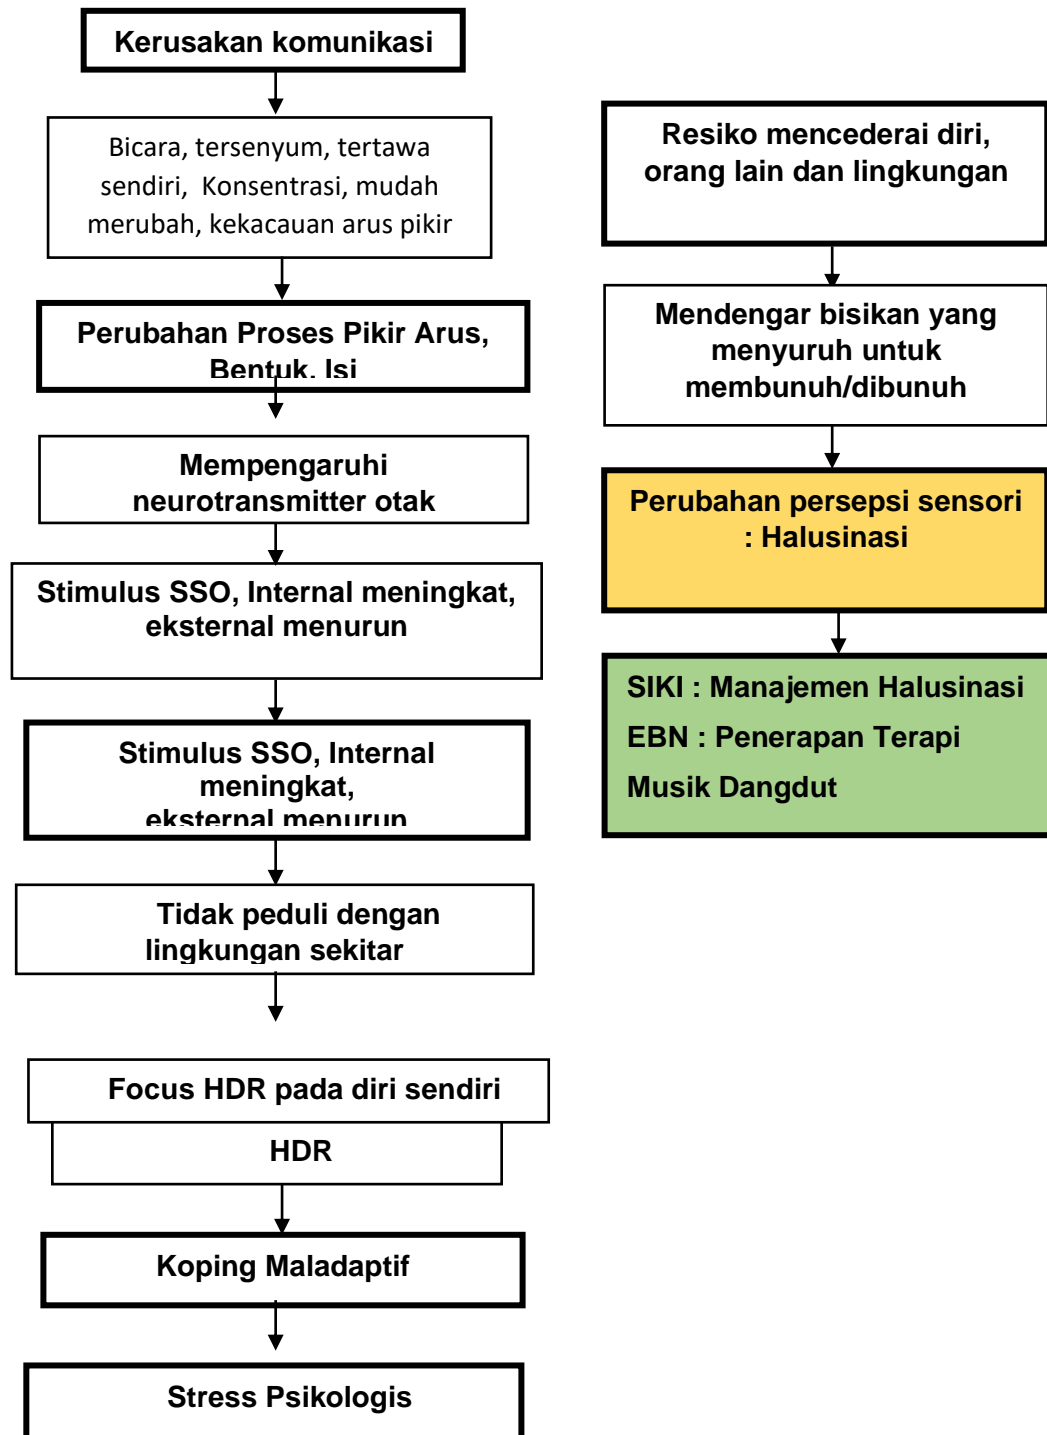 Kerusakan komunikasi
Bicara, tersenyum, tertawa
sendiri, Konsentrasi, mudah
merubah, kekacauan arus pikir
Perubahan Proses Pikir Arus,
Bentuk, Isi
Mempengaruhi
neurotransmitter otak
Stimulus SSO, Internal meningkat,
eksternal menurun
Stimulus SSO, Internal
meningkat,
eksternal menurun
Tidak peduli dengan
lingkungan sekitar
Focus HDR pada diri sendiri
HDR
Koping Maladaptif
Stress Psikologis
Resiko mencederai diri,
orang lain dan lingkungan
Mendengar bisikan yang
menyuruh untuk
membunuh/dibunuh
Perubahan persepsi sensori
: Halusinasi
SIKI : Manajemen Halusinasi
EBN : Penerapan Terapi
Musik Dangdut